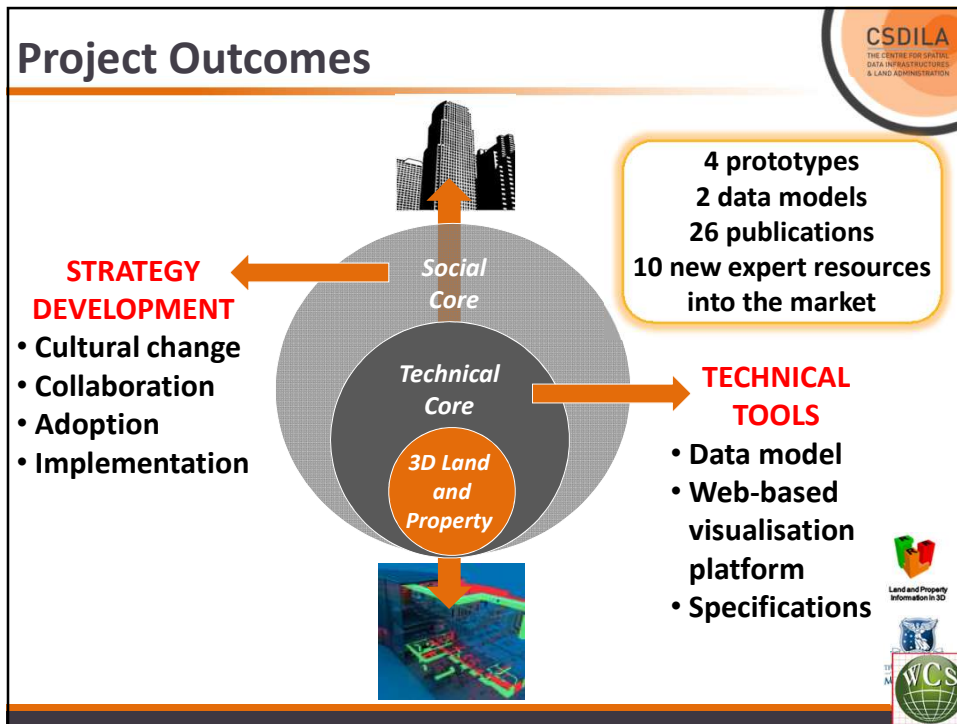 Project Outcomes
CSDILA
THE CENTRE FOR SPATIAL
DATA INFRASTRUCTURES
& LAND ADMINISTRATION
4 prototypes
2 data models
26 publications
10 new expert resources
into the market
STRATEGY
DEVELOPMENT
• Cultural change
• Collaboration
• Adoption
• Implementation
Social
Core
Technical
Core
3D Land
and
Property
TECHNICAL
TOOLS
• Data model
• Web-based
visualisation
platform
• Specifications
Land and Property
Information in 3D
WCS